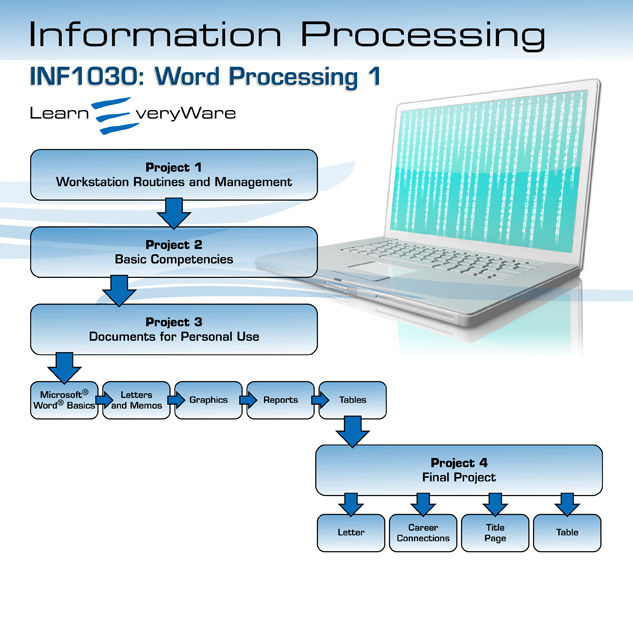 Information Processing
INF1030: Word Processing 1
LearnEveryWare
Project 1
Workstation Routines and Management
Project 2
Basic Competencies
Project 3
Documents for Personal Use
Microsoft®
Word® Basics
Letters
and Memos
Graphics
Reports
Tables
Project 4
Final Project
Letter
Career
Connections
Title
Page
Table